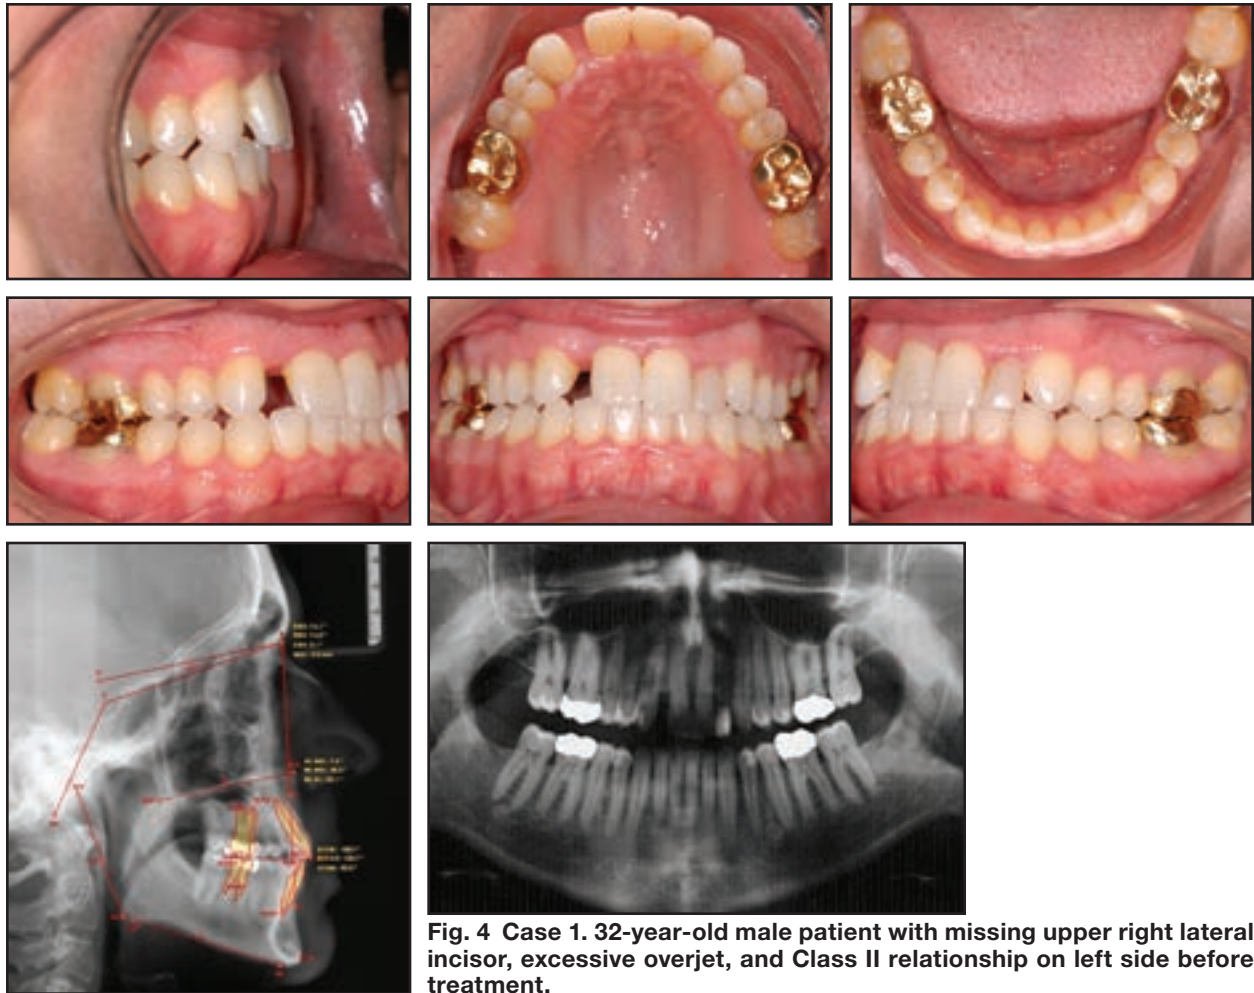 Fig. 4 Case 1. 32-year-old male patient with missing upper right lateral
incisor, excessive overjet, and Class II relationship on left side before
treatment.